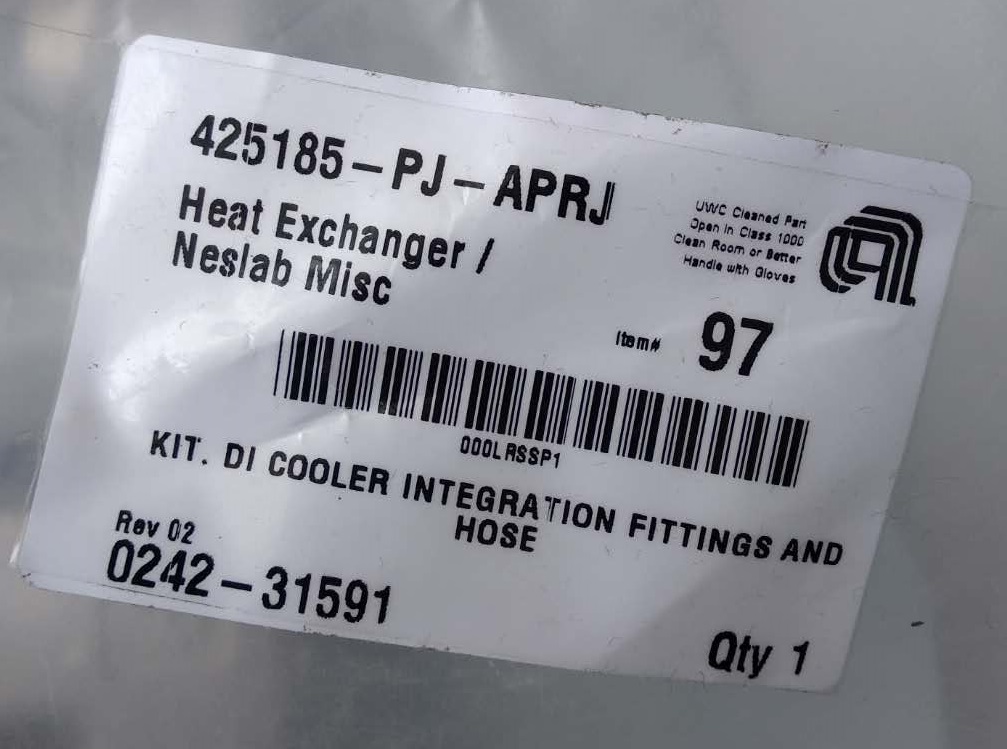 425185-PJ-APRJ
Heat Exchanger /
Neslab Misc
UWC Cleaned Part
Open in Class 1000
Clean Room or Better
Handle with Gloves
Item# 97
000LRSSP1
KIT. DI COOLER INTEGRATION FITTINGS AND
HOSE
Rev 02
0242-31591
Qty 1